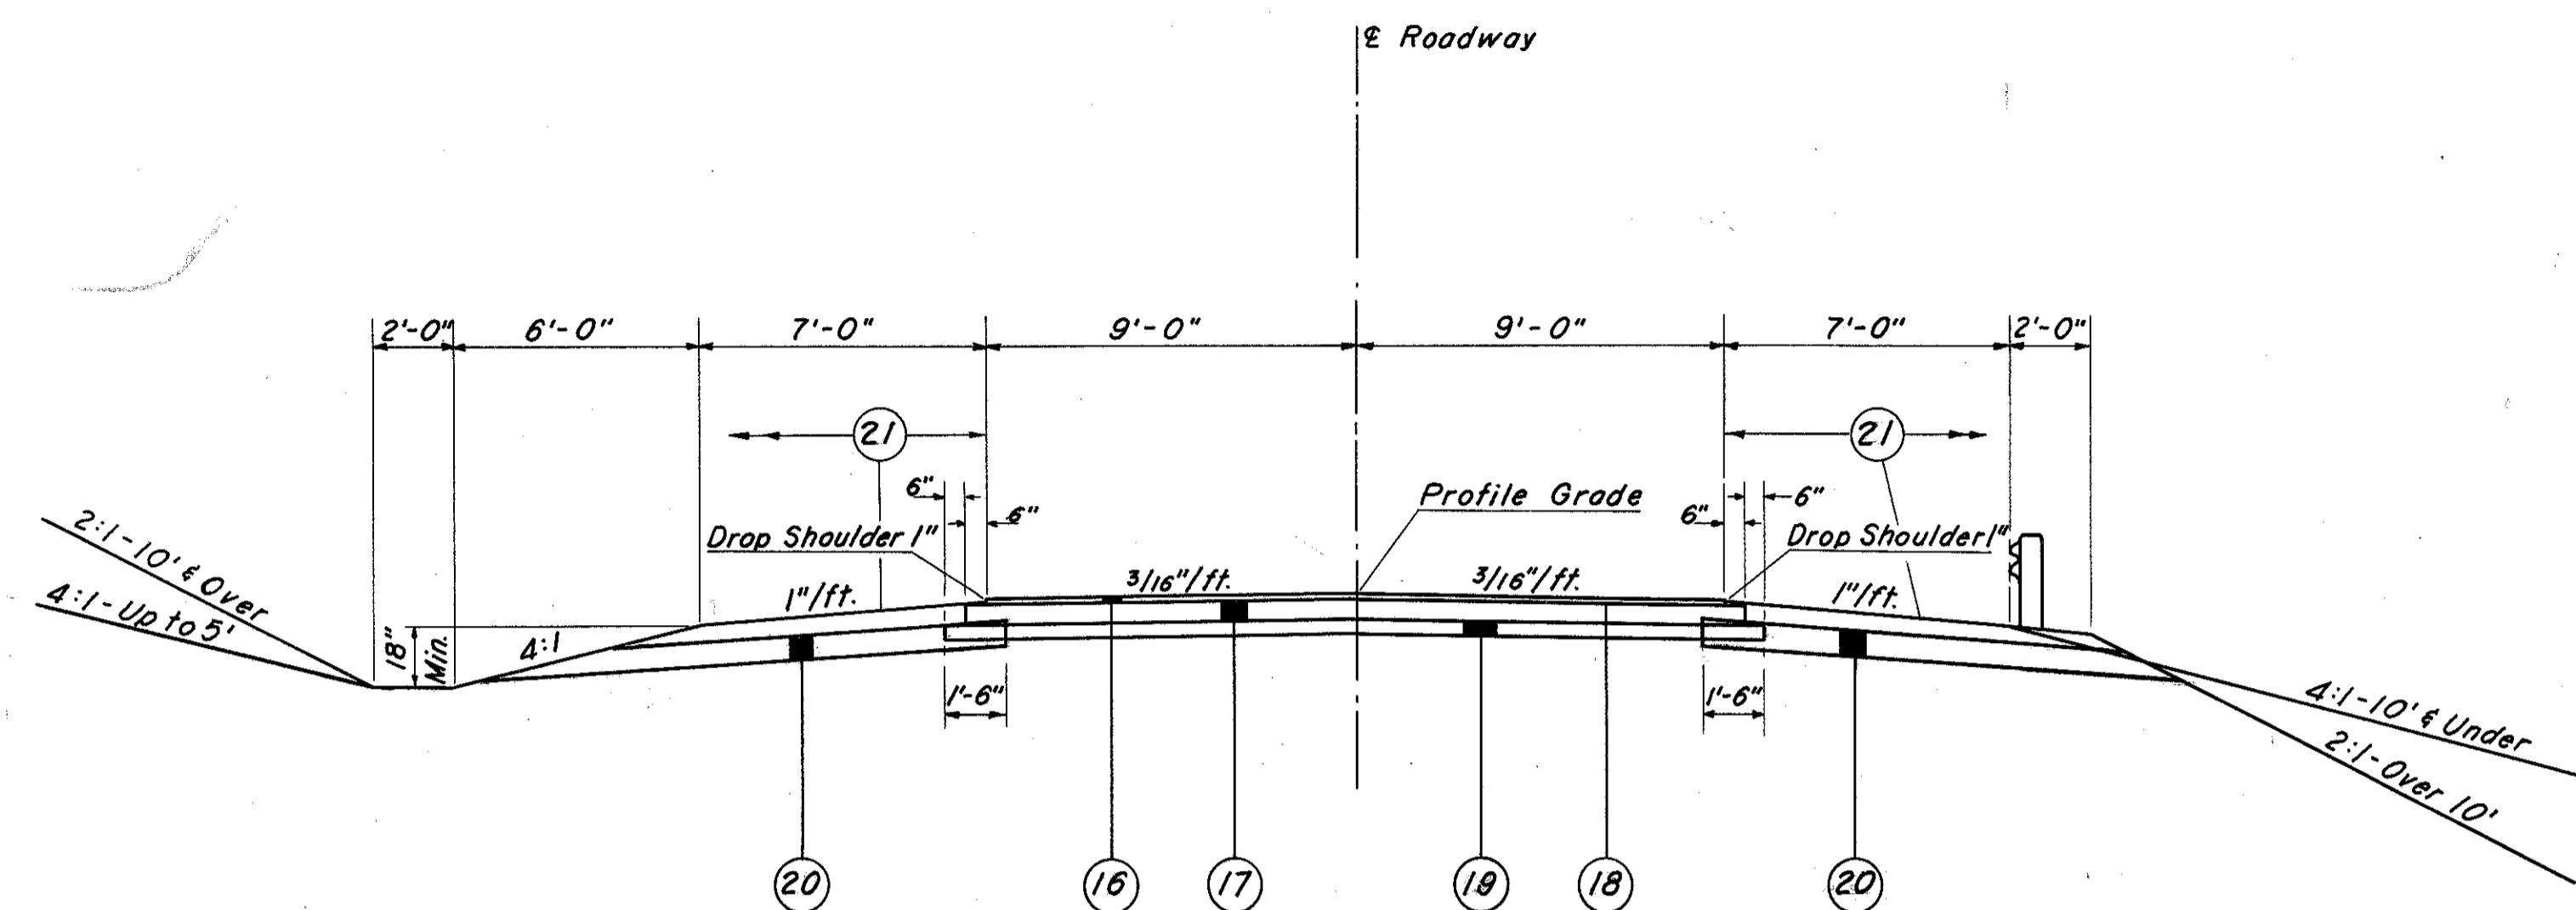 ℄ Roadway
2'-0" 6'-0" 7'-0" 9'-0" 9'-0" 7'-0" 2'-0"
21 21
6" 6"
6" 6"
Profile Grade
Drop Shoulder 1" Drop Shoulder 1"
2:1-10' & Over
4:1-Up to 5'
18" Min.
4:1
1"/ft. 3/16"/ft. 3/16"/ft. 1"/ft.
1'-6" 1'-6"
4:1-10' & Under
2:1-Over 10'
20 16 17 19 18 20